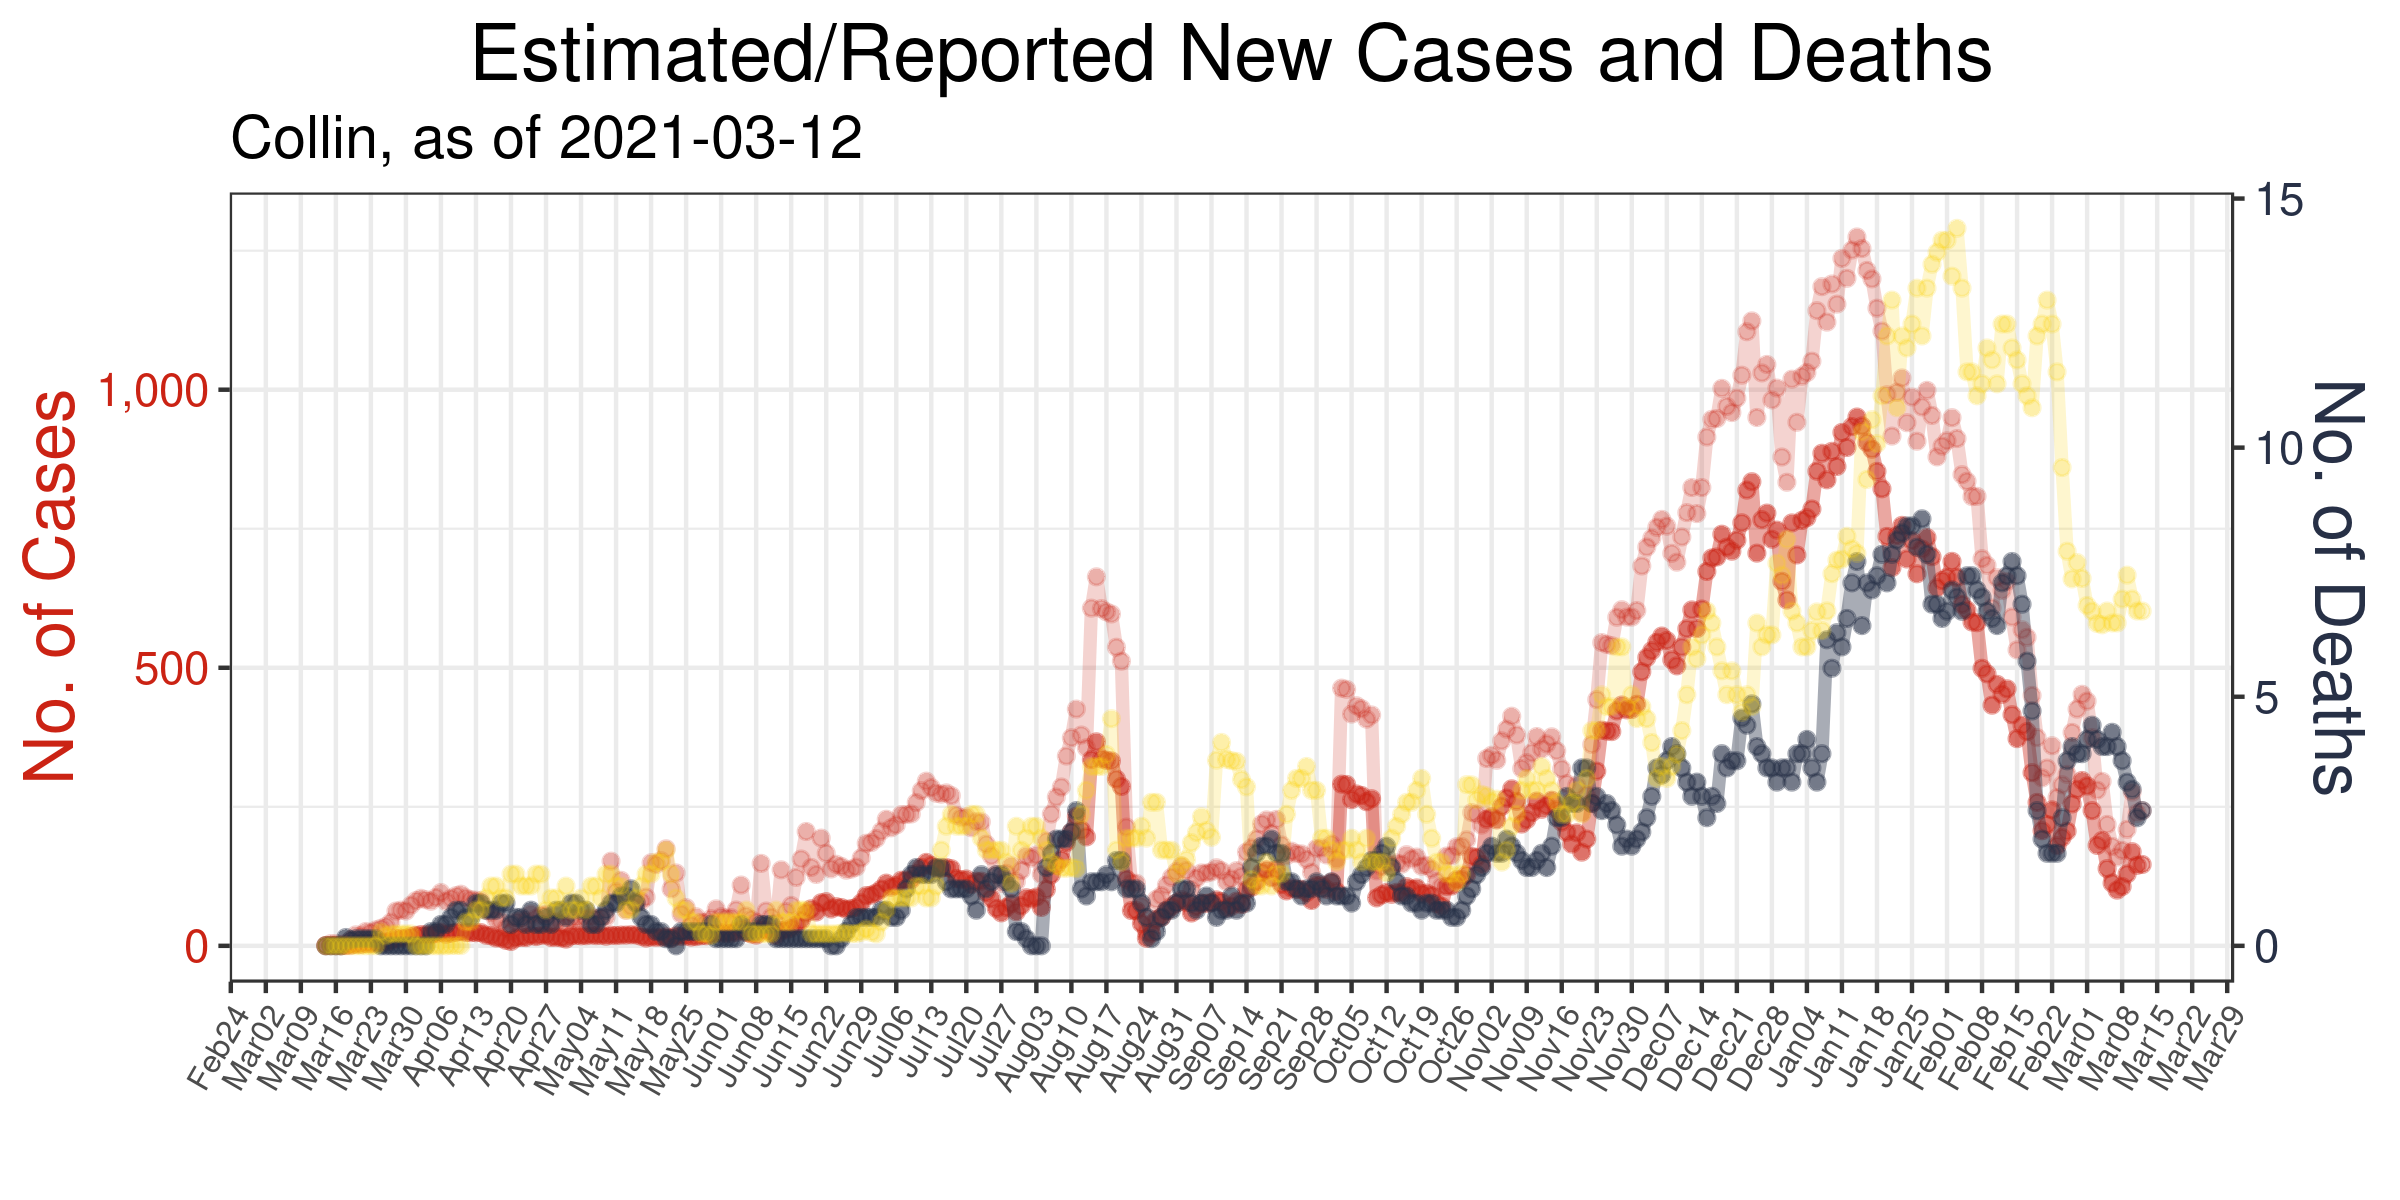 Estimated/Reported New Cases and Deaths
Collin, as of 2021-03-12
No. of Cases
1,000
500
0
15
10
5
0
No. of Deaths
Feb24
Mar02
Mar09
Mar16
Mar23
Mar30
Apr06
Apr13
Apr20
Apr27
May04
May11
May18
May25
Jun01
Jun08
Jun15
Jun22
Jun29
Jul06
Jul13
Jul20
Jul27
Aug03
Aug10
Aug17
Aug24
Aug31
Sep07
Sep14
Sep21
Sep28
Oct05
Oct12
Oct19
Oct26
Nov02
Nov09
Nov16
Nov23
Nov30
Dec07
Dec14
Dec21
Dec28
Jan04
Jan11
Jan18
Jan25
Feb01
Feb08
Feb15
Feb22
Mar01
Mar08
Mar15
Mar22
Mar29